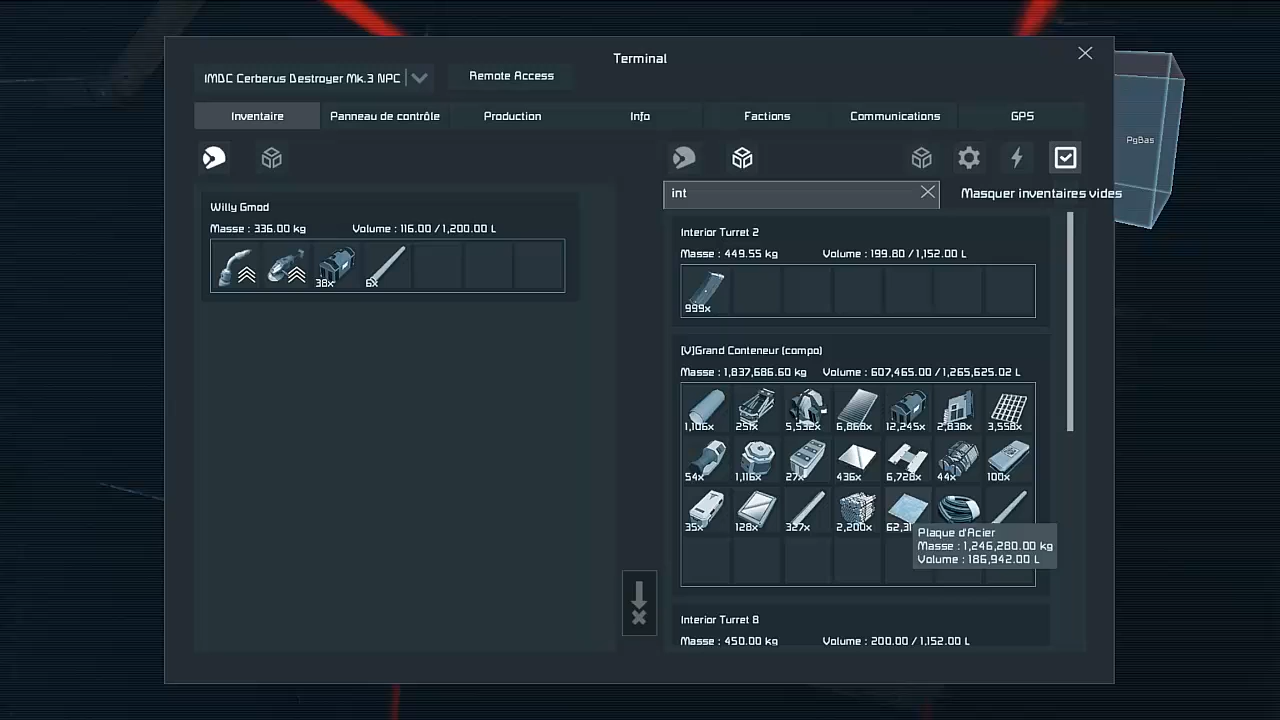 Terminal
IMDC Cerberus Destroyer Mk.3 NPC
Remote Access
Inventaire
Panneau de contrôle
Production
Info
Factions
Communications
GPS
PgBas
int
Masquer inventaires vides
Willy Gmod
Masse : 336.00 kg
Volume : 116.00 / 1,200.00 L
38x
6x
Interior Turret 2
Masse : 449.55 kg
Volume : 199.80 / 1,152.00 L
999x
[V]Grand Conteneur (compo)
Masse : 1,837,686.60 kg
Volume : 607,465.00 / 1,265,625.02 L
1,106x
251x
5,532x
6,868x
12,245x
2,838x
3,558x
54x
1,116x
27x
436x
6,728x
44x
100x
35x
128x
327x
2,200x
Plaque d'Acier
Masse : 1,246,280.00 kg
Volume : 186,942.00 L
Interior Turret 8
Masse : 450.00 kg
Volume : 200.00 / 1,152.00 L